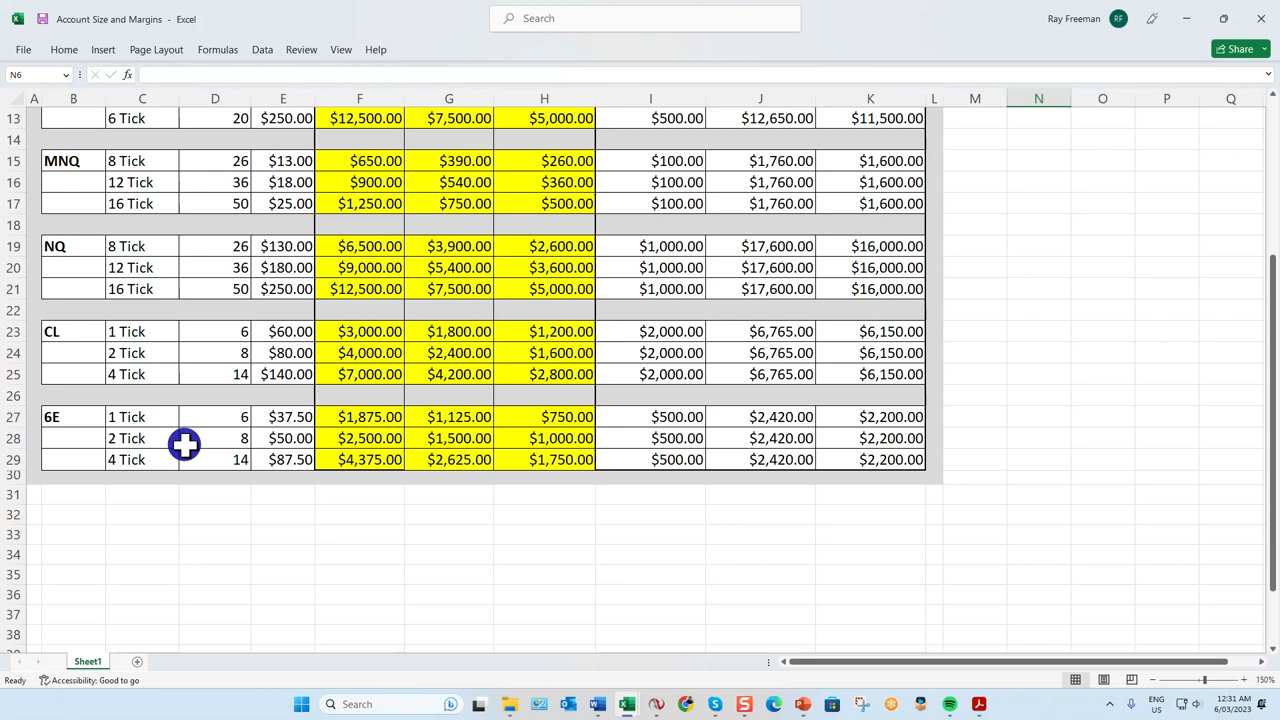 Account Size and Margins - Excel
Search
Ray Freeman
RF
File Home Insert Page Layout Formulas Data Review View Help
Share
N6
fx
A B C D E F G H I J K L M N O P Q
13 6 Tick 20 $250.00 $12,500.00 $7,500.00 $5,000.00 $500.00 $12,650.00 $11,500.00
14
15 MNQ 8 Tick 26 $13.00 $650.00 $390.00 $260.00 $100.00 $1,760.00 $1,600.00
16 12 Tick 36 $18.00 $900.00 $540.00 $360.00 $100.00 $1,760.00 $1,600.00
17 16 Tick 50 $25.00 $1,250.00 $750.00 $500.00 $100.00 $1,760.00 $1,600.00
18
19 NQ 8 Tick 26 $130.00 $6,500.00 $3,900.00 $2,600.00 $1,000.00 $17,600.00 $16,000.00
20 12 Tick 36 $180.00 $9,000.00 $5,400.00 $3,600.00 $1,000.00 $17,600.00 $16,000.00
21 16 Tick 50 $250.00 $12,500.00 $7,500.00 $5,000.00 $1,000.00 $17,600.00 $16,000.00
22
23 CL 1 Tick 6 $60.00 $3,000.00 $1,800.00 $1,200.00 $2,000.00 $6,765.00 $6,150.00
24 2 Tick 8 $80.00 $4,000.00 $2,400.00 $1,600.00 $2,000.00 $6,765.00 $6,150.00
25 4 Tick 14 $140.00 $7,000.00 $4,200.00 $2,800.00 $2,000.00 $6,765.00 $6,150.00
26
27 6E 1 Tick 6 $37.50 $1,875.00 $1,125.00 $750.00 $500.00 $2,420.00 $2,200.00
28 2 Tick 8 $50.00 $2,500.00 $1,500.00 $1,000.00 $500.00 $2,420.00 $2,200.00
29 4 Tick 14 $87.50 $4,375.00 $2,625.00 $1,750.00 $500.00 $2,420.00 $2,200.00
30
31
32
33
34
35
36
37
38
Sheet1
Ready Accessibility: Good to go 150%
Search
ENG
US
12:31 AM
6/03/2023